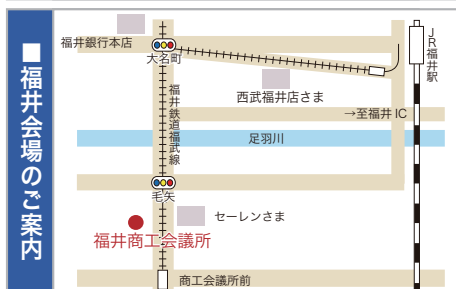 ■福井会場のご案内
福井銀行本店
大名町
JR福井駅
西武福井店さま
福井鉄道福武線
→至福井IC
足羽川
毛矢
セーレンさま
福井商工会議所
商工会議所前